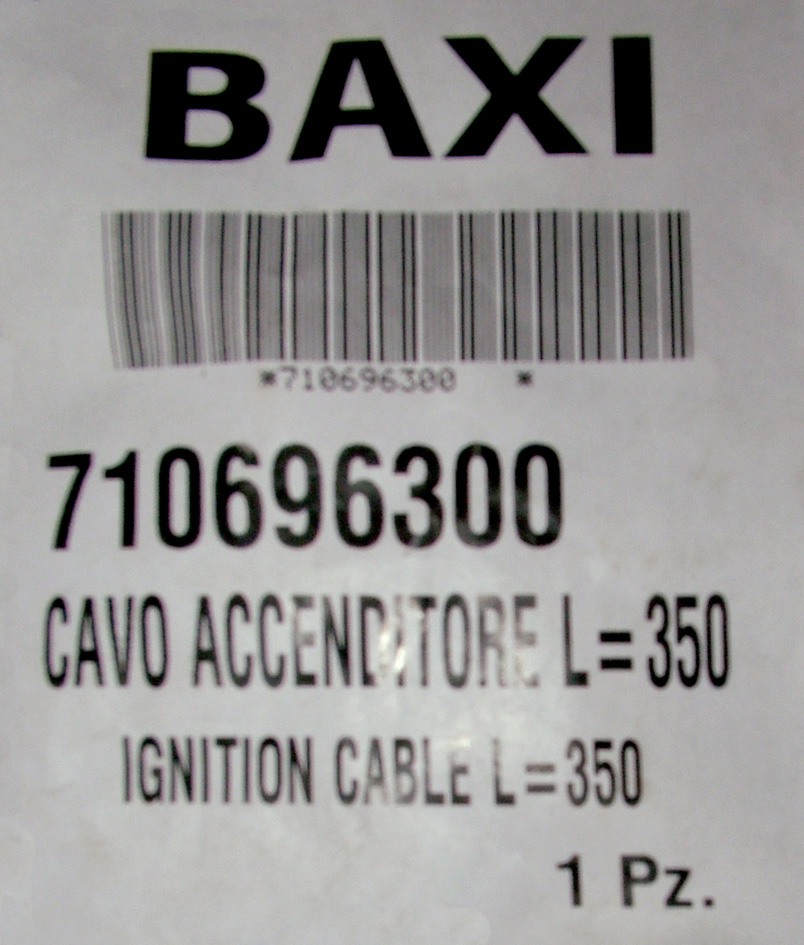 BAXI
*710696300 *
710696300
CAVO ACCENDITORE L=350
IGNITION CABLE L=350
1 Pz.